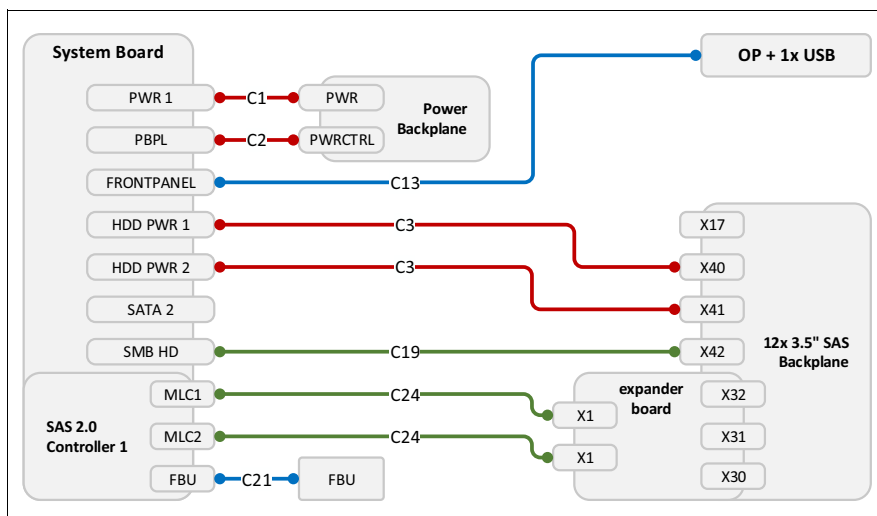 System Board
OP + 1x USB
PWR 1
C1
PWR
Power
Backplane
PBPL
C2
PWRCTRL
FRONTPANEL
C13
HDD PWR 1
C3
X17
HDD PWR 2
C3
X40
SATA 2
X41
SMB HD
C19
X42
12x 3.5" SAS
Backplane
MLC1
C24
expander
board
X32
SAS 2.0
Controller 1
X1
MLC2
C24
X1
X31
FBU
C21
FBU
X30